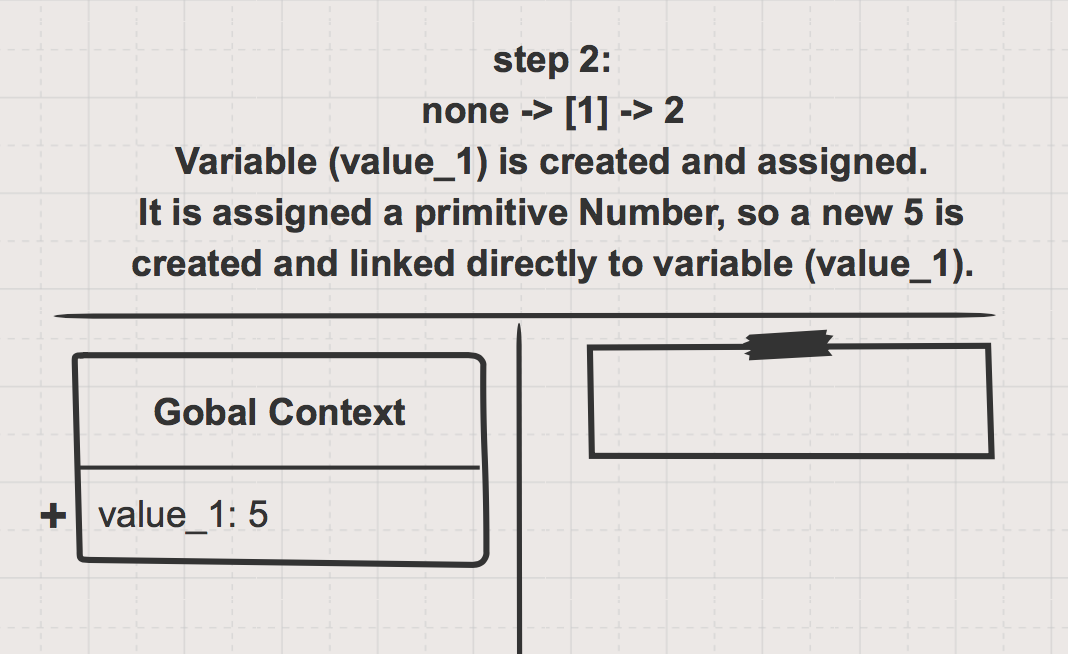 step 2:
none -> [1] -> 2
Variable (value_1) is created and assigned.
It is assigned a primitive Number, so a new 5 is
created and linked directly to variable (value_1).
Gobal Context
+ value_1: 5